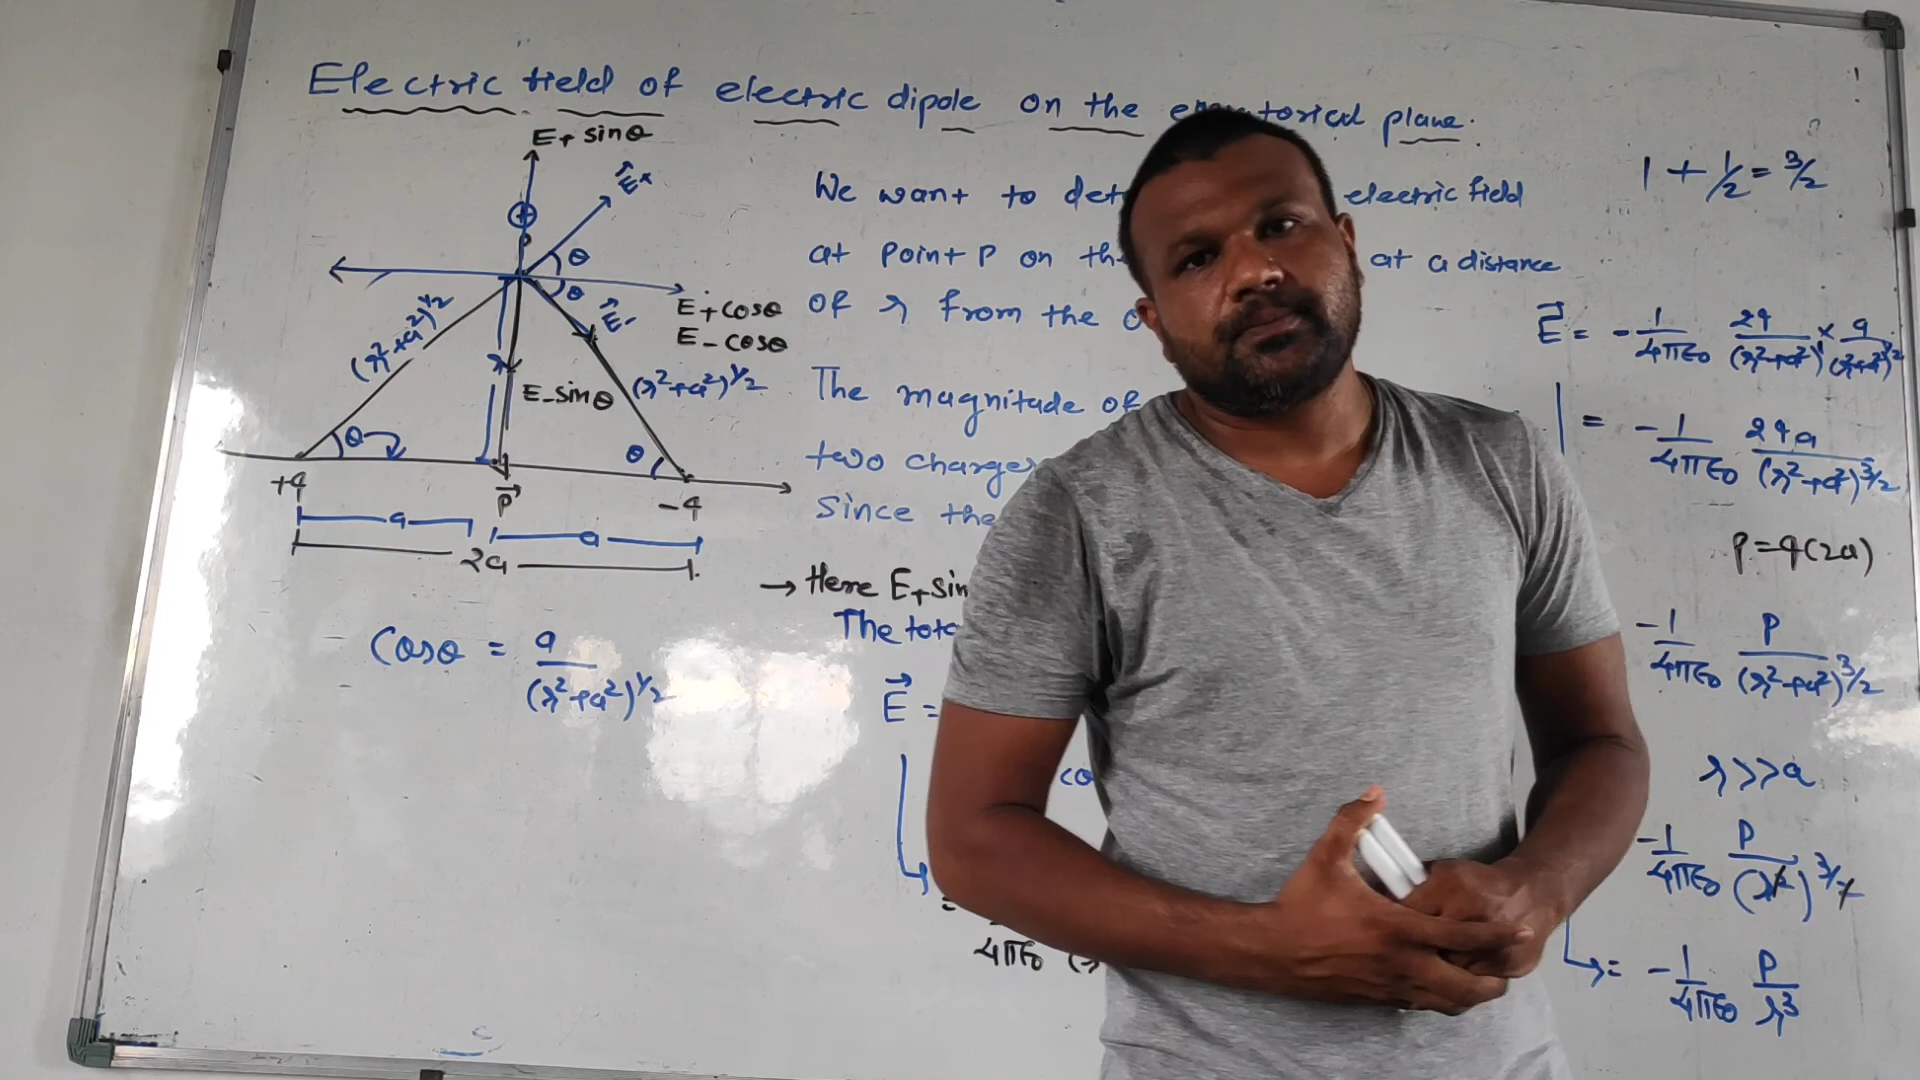 Electric field of electric dipole on the equatorical plane.
E+ sinθ
E+
P
θ
θ
E-
E+ cosθ
E- cosθ
(r²+a²)^1/2
r
E- sinθ
(r²+a²)^1/2
θ
θ
+q
P
-q
a
a
2a
cosθ = a/(r²+a²)^1/2
We want to electric field
at point P on at a distance
of r from the
The magnitude of
two charges
Since the
→ Here E+ sin
The
E =
4πε₀
1 + 1/2 = 3/2
E = -1/4πε₀ 2q/(r²+a²)¹ × a/(r²+a²)^1/2
= -1/4πε₀ 2qa/(r²+a²)^3/2
P = q(2a)
-1/4πε₀ P/(r²+a²)^3/2
r>>>a
-1/4πε₀ P/(r²)^3/2
= -1/4πε₀ P/r³